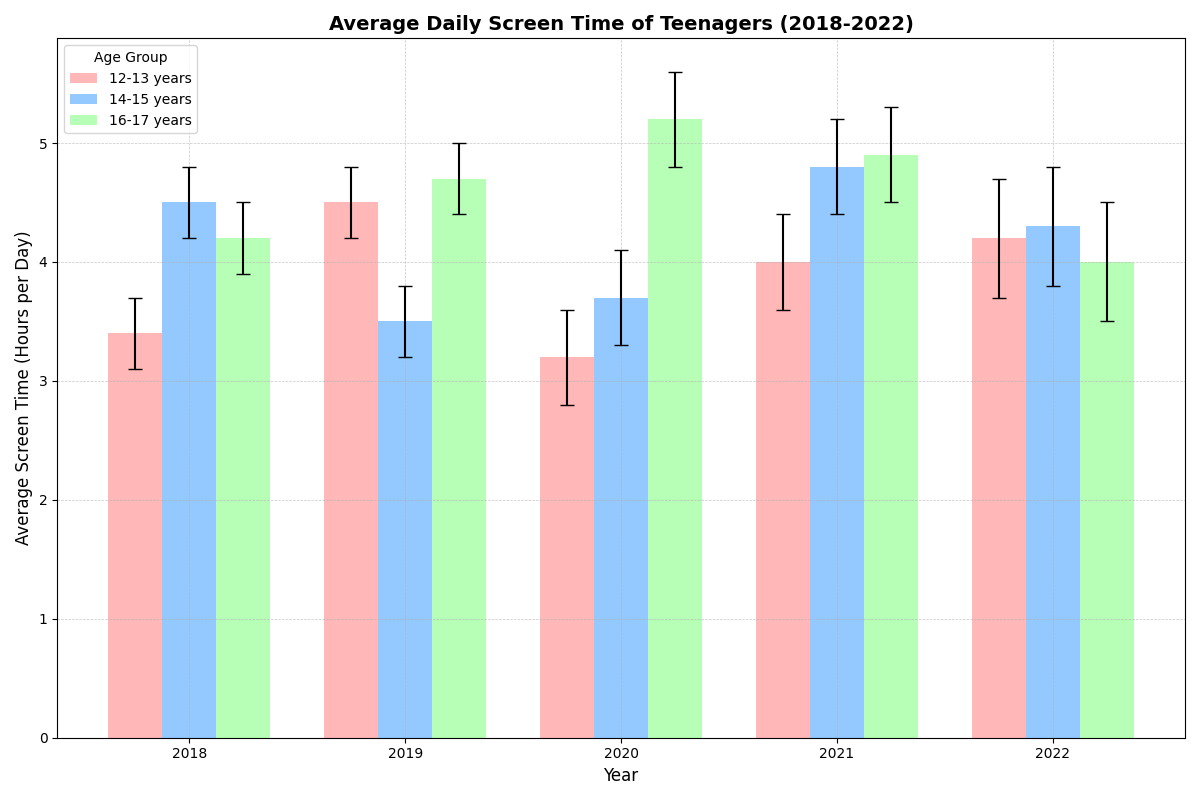 Average Daily Screen Time of Teenagers (2018-2022)
Age Group
12-13 years
14-15 years
16-17 years
Average Screen Time (Hours per Day)
5
4
3
2
1
0
2018 2019 2020 2021 2022
Year